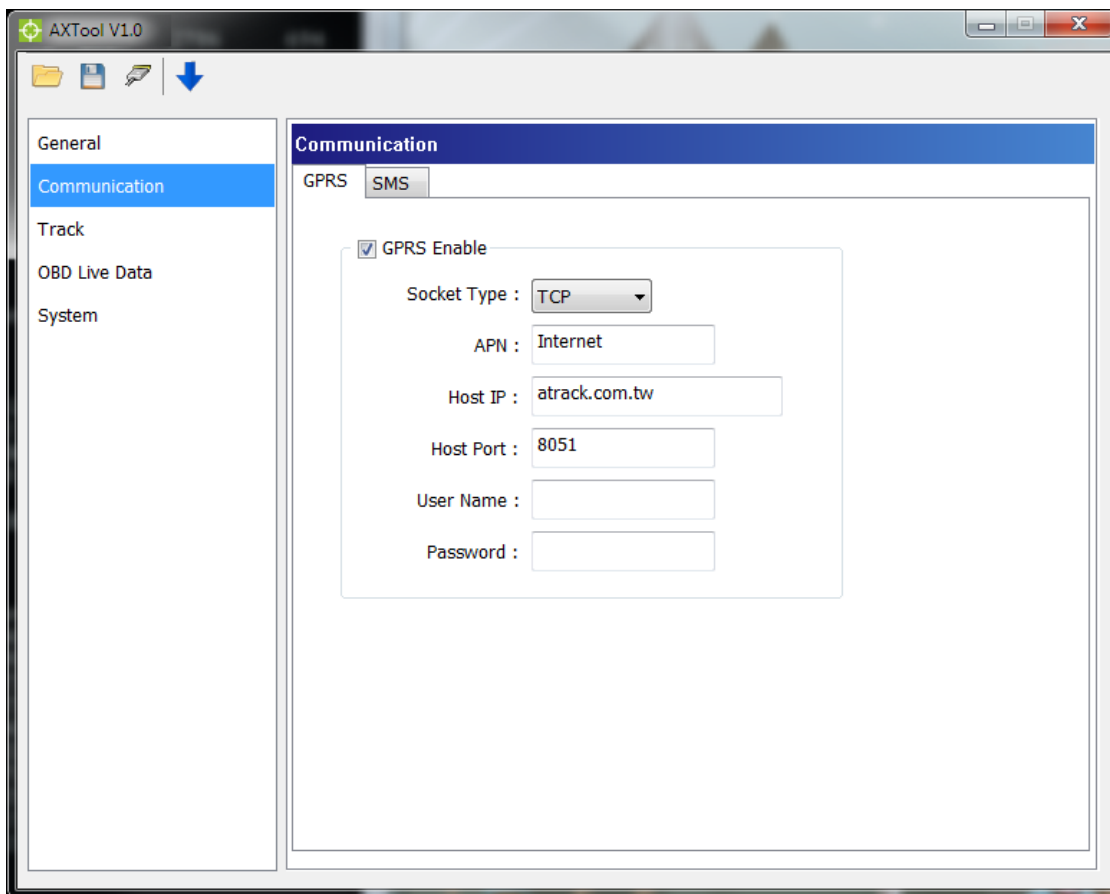 AXTool V1.0
General
Communication
Track
OBD Live Data
System
Communication
GPRS SMS
GPRS Enable
Socket Type : TCP
APN : Internet
Host IP : atrack.com.tw
Host Port : 8051
User Name :
Password :